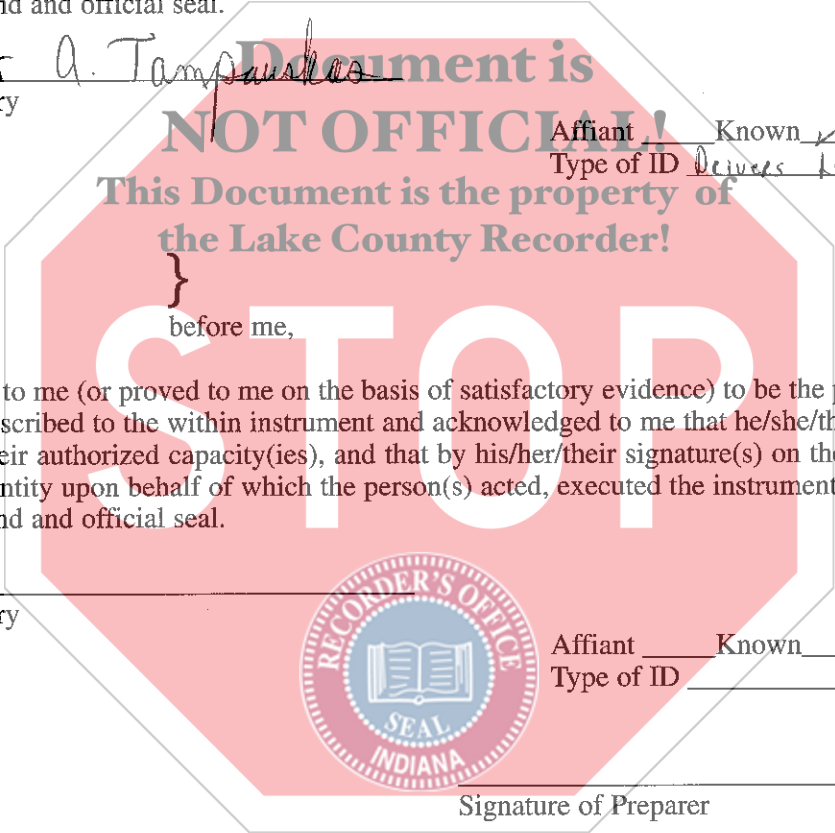 nd and official seal.
A. Tampauskas
ry
Document is
NOT OFFICIAL!
This Document is the property of
the Lake County Recorder!
Affiant Known
Type of ID Drivers
}
before me,
STOP
to me (or proved to me on the basis of satisfactory evidence) to be the
scribed to the within instrument and acknowledged to me that he/she/th
eir authorized capacity(ies), and that by his/her/their signature(s) on the
ntity upon behalf of which the person(s) acted, executed the instrument
nd and official seal.
ry
RECORDER'S OFFICE
SEAL
INDIANA
Affiant Known
Type of ID
Signature of Preparer